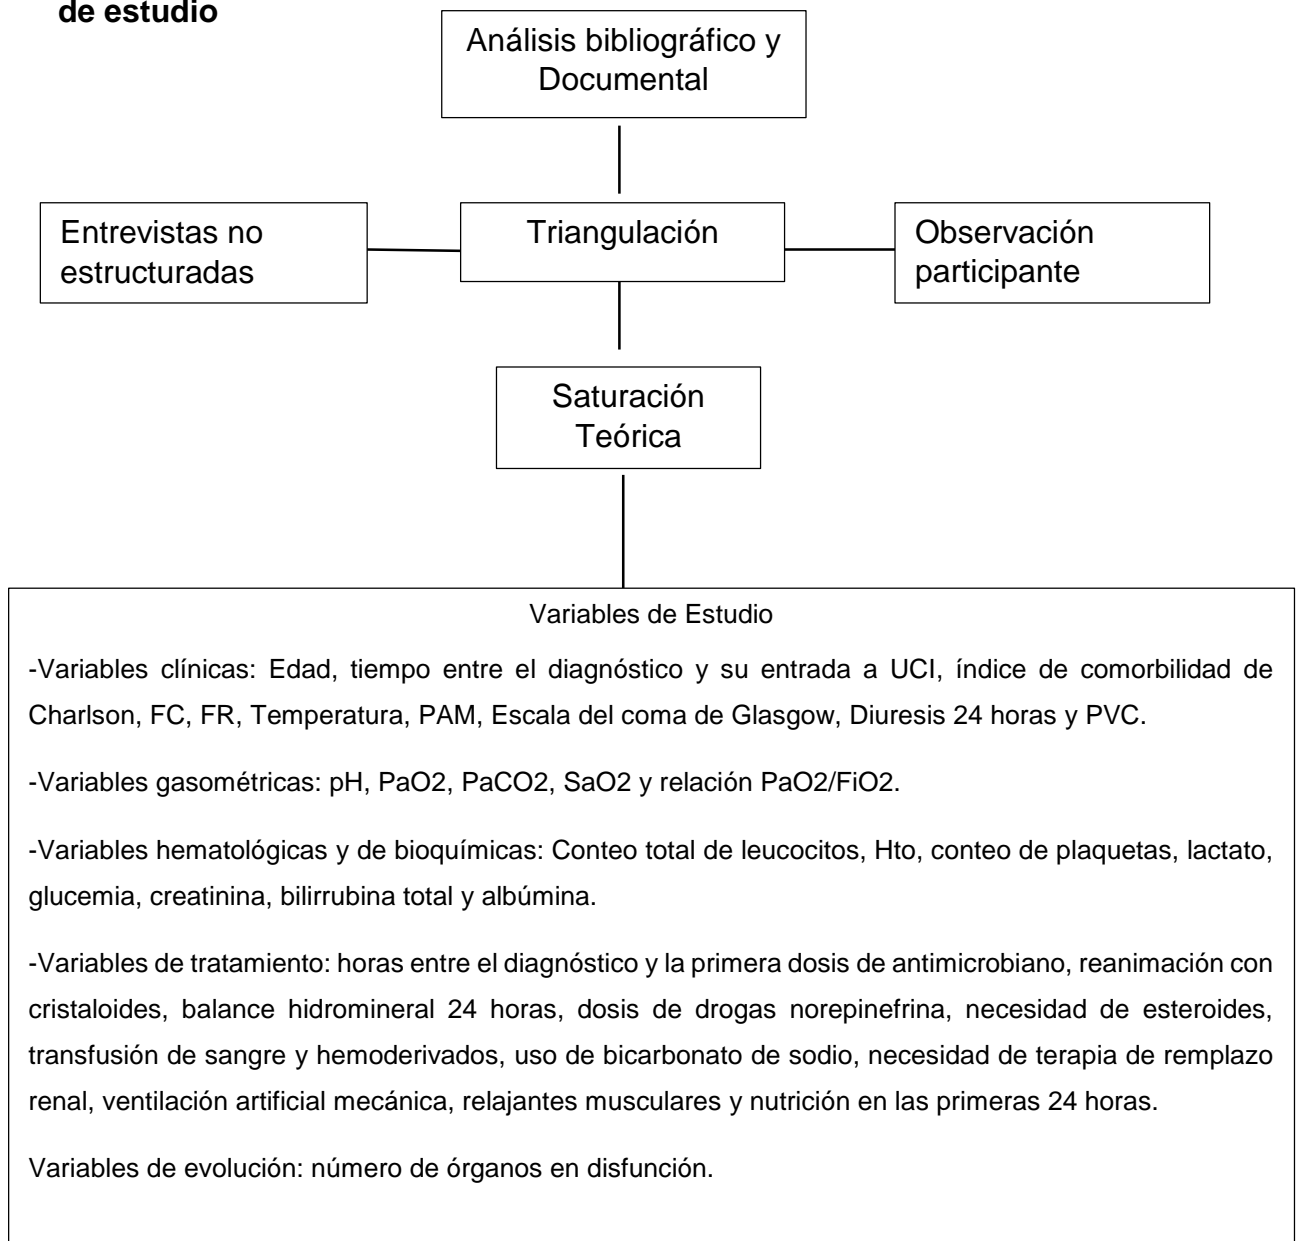 de estudio
Análisis bibliográfico y
Documental
Entrevistas no
estructuradas
Triangulación
Observación
participante
Saturación
Teórica
Variables de Estudio
-Variables clínicas: Edad, tiempo entre el diagnóstico y su entrada a UCI, índice de comorbilidad de
Charlson, FC, FR, Temperatura, PAM, Escala del coma de Glasgow, Diuresis 24 horas y PVC.
-Variables gasométricas: pH, PaO2, PaCO2, SaO2 y relación PaO2/FiO2.
-Variables hematológicas y de bioquímicas: Conteo total de leucocitos, Hto, conteo de plaquetas, lactato,
glucemia, creatinina, bilirrubina total y albúmina.
-Variables de tratamiento: horas entre el diagnóstico y la primera dosis de antimicrobiano, reanimación con
cristaloides, balance hidromineral 24 horas, dosis de drogas norepinefrina, necesidad de esteroides,
transfusión de sangre y hemoderivados, uso de bicarbonato de sodio, necesidad de terapia de remplazo
renal, ventilación artificial mecánica, relajantes musculares y nutrición en las primeras 24 horas.
Variables de evolución: número de órganos en disfunción.